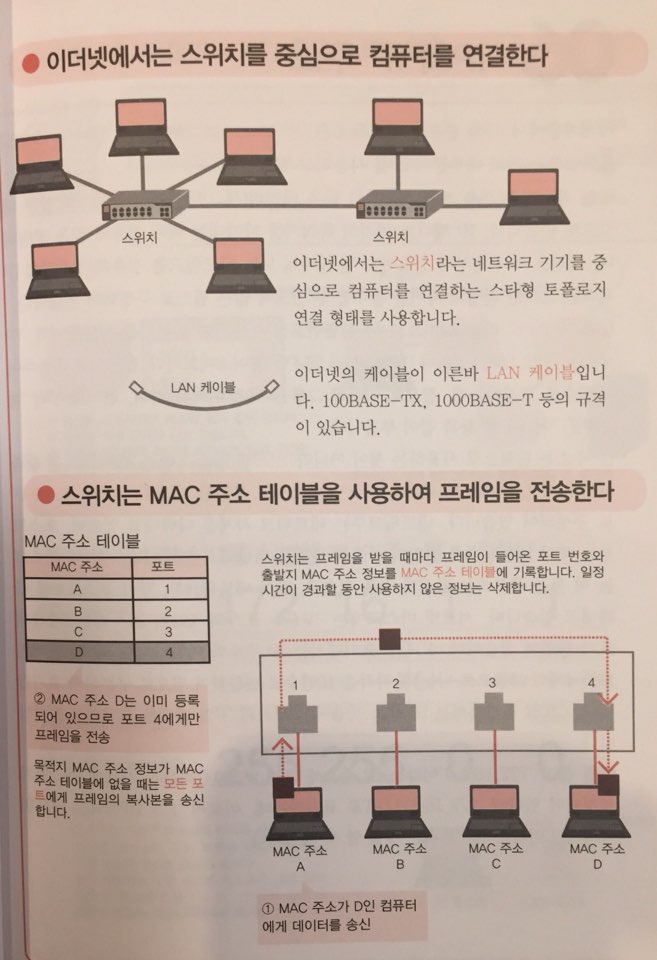 이더넷에서는 스위치를 중심으로 컴퓨터를 연결한다
스위치
스위치
이더넷에서는 스위치라는 네트워크 기기를 중
심으로 컴퓨터를 연결하는 스타형 토폴로지
연결 형태를 사용합니다.
LAN 케이블
이더넷의 케이블이 이른바 LAN 케이블입니
다. 100BASE-TX, 1000BASE-T 등의 규격
이 있습니다.
스위치는 MAC 주소 테이블을 사용하여 프레임을 전송한다
MAC 주소 테이블
MAC 주소 포트
A 1
B 2
C 3
D 4
② MAC 주소 D는 이미 등록
되어 있으므로 포트 4에게만
프레임을 전송
목적지 MAC 주소 정보가 MAC
주소 테이블에 없을 때는 모든 포
트에게 프레임의 복사본을 송신
합니다.
스위치는 프레임을 받을 때마다 프레임이 들어온 포트 번호와
출발지 MAC 주소 정보를 MAC 주소 테이블에 기록합니다. 일정
시간이 경과할 동안 사용하지 않은 정보는 삭제합니다.
1 2 3 4
MAC 주소 MAC 주소 MAC 주소 MAC 주소
A B C D
① MAC 주소가 D인 컴퓨터
에게 데이터를 송신